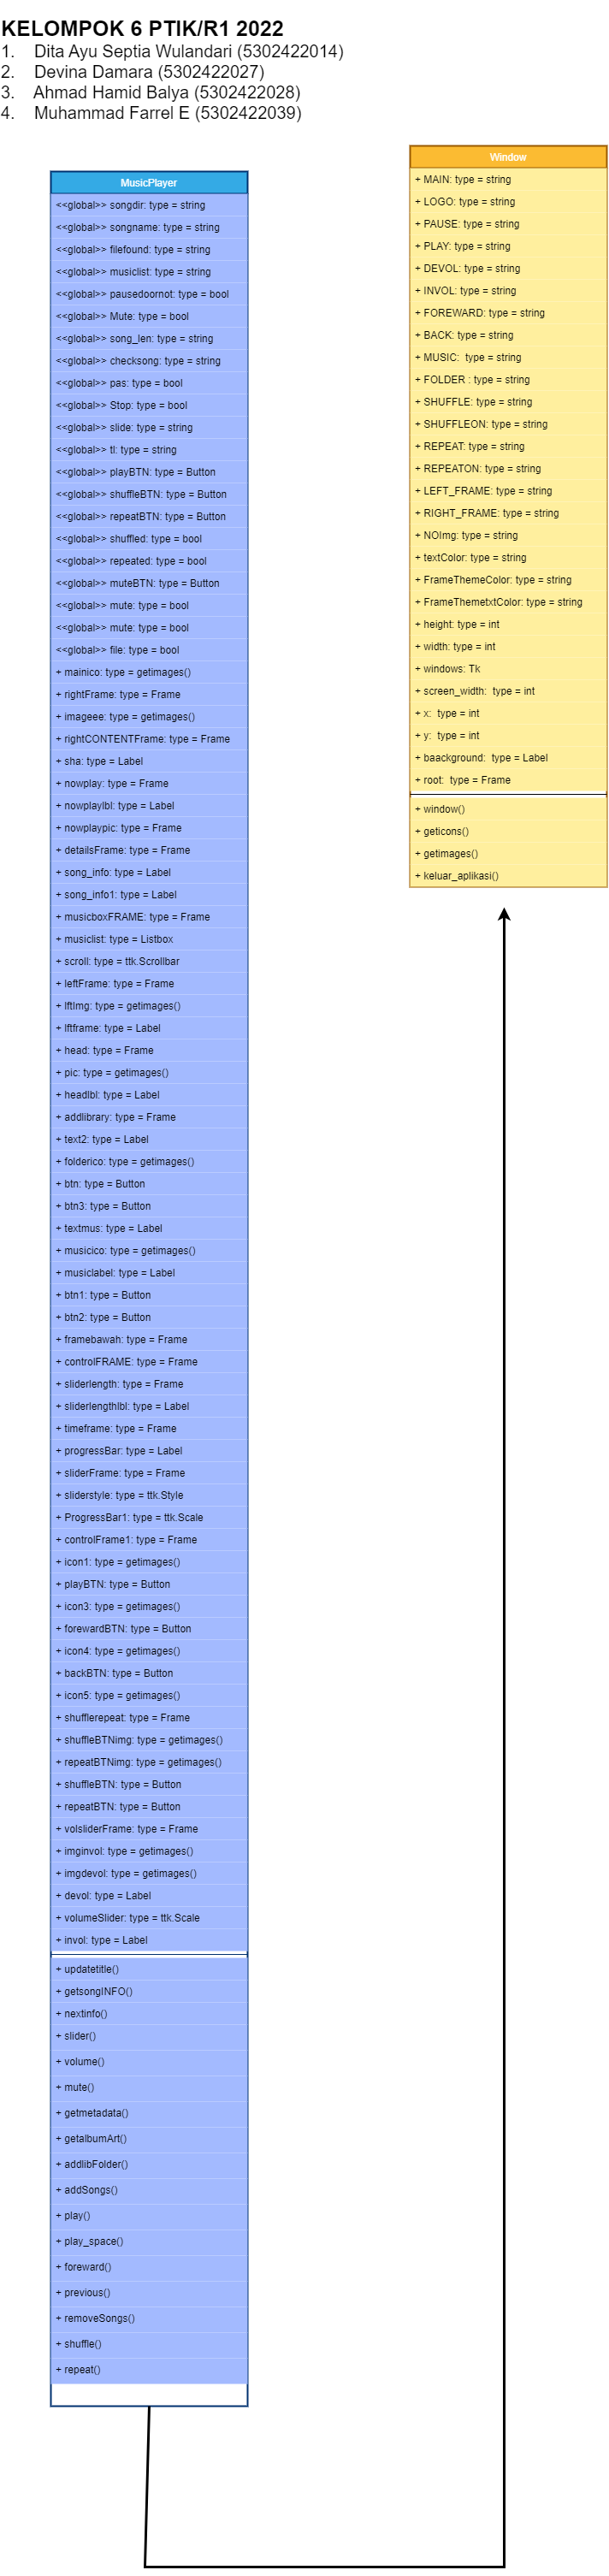 KELOMPOK 6 PTIK/R1 2022
1. Dita Ayu Septia Wulandari (5302422014)
2. Devina Damara (5302422027)
3. Ahmad Hamid Balya (5302422028)
4. Muhammad Farrel E (5302422039)
MusicPlayer
<<global>> songdir: type = string
<<global>> songname: type = string
<<global>> filefound: type = string
<<global>> musiclist: type = string
<<global>> pausedoornot: type = bool
<<global>> Mute: type = bool
<<global>> song_len: type = string
<<global>> checksong: type = string
<<global>> pas: type = bool
<<global>> Stop: type = bool
<<global>> slide: type = string
<<global>> tl: type = string
<<global>> playBTN: type = Button
<<global>> shuffleBTN: type = Button
<<global>> repeatBTN: type = Button
<<global>> shuffled: type = bool
<<global>> repeated: type = bool
<<global>> muteBTN: type = Button
<<global>> mute: type = bool
<<global>> mute: type = bool
<<global>> file: type = bool
+ mainico: type = getimages()
+ rightFrame: type = Frame
+ imageee: type = getimages()
+ rightCONTENTFrame: type = Frame
+ sha: type = Label
+ nowplay: type = Frame
+ nowplaylbl: type = Label
+ nowplaypic: type = Frame
+ detailsFrame: type = Frame
+ song_info: type = Label
+ song_info1: type = Label
+ musicboxFRAME: type = Frame
+ musiclist: type = Listbox
+ scroll: type = ttk.Scrollbar
+ leftFrame: type = Frame
+ lftImg: type = getimages()
+ lftframe: type = Label
+ head: type = Frame
+ pic: type = getimages()
+ headlbl: type = Label
+ addlibrary: type = Frame
+ text2: type = Label
+ folderico: type = getimages()
+ btn: type = Button
+ btn3: type = Button
+ textmus: type = Label
+ musicico: type = getimages()
+ musiclabel: type = Label
+ btn1: type = Button
+ btn2: type = Button
+ framebawah: type = Frame
+ controlFRAME: type = Frame
+ sliderlength: type = Frame
+ sliderlengthlbl: type = Label
+ timeframe: type = Frame
+ progressBar: type = Label
+ sliderFrame: type = Frame
+ sliderstyle: type = ttk.Style
+ ProgressBar1: type = ttk.Scale
+ controlFrame1: type = Frame
+ icon1: type = getimages()
+ playBTN: type = Button
+ icon3: type = getimages()
+ forewardBTN: type = Button
+ icon4: type = getimages()
+ backBTN: type = Button
+ icon5: type = getimages()
+ shufflerepeat: type = Frame
+ shuffleBTNimg: type = getimages()
+ repeatBTNimg: type = getimages()
+ shuffleBTN: type = Button
+ repeatBTN: type = Button
+ volsliderFrame: type = Frame
+ imginvol: type = getimages()
+ imgdevol: type = getimages()
+ devol: type = Label
+ volumeSlider: type = ttk.Scale
+ invol: type = Label
+ updatetitle()
+ getsongINFO()
+ nextinfo()
+ slider()
+ volume()
+ mute()
+ getmetadata()
+ getalbumArt()
+ addlibFolder()
+ addSongs()
+ play()
+ play_space()
+ foreward()
+ previous()
+ removeSongs()
+ shuffle()
+ repeat()
Window
+ MAIN: type = string
+ LOGO: type = string
+ PAUSE: type = string
+ PLAY: type = string
+ DEVOL: type = string
+ INVOL: type = string
+ FOREWARD: type = string
+ BACK: type = string
+ MUSIC: type = string
+ FOLDER : type = string
+ SHUFFLE: type = string
+ SHUFFLEON: type = string
+ REPEAT: type = string
+ REPEATON: type = string
+ LEFT_FRAME: type = string
+ RIGHT_FRAME: type = string
+ NOImg: type = string
+ textColor: type = string
+ FrameThemeColor: type = string
+ FrameThemetxtColor: type = string
+ height: type = int
+ width: type = int
+ windows: Tk
+ screen_width: type = int
+ x: type = int
+ y: type = int
+ baackground: type = Label
+ root: type = Frame
+ window()
+ geticons()
+ getimages()
+ keluar_aplikasi()